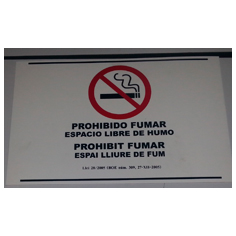 PROHIBIDO FUMAR
ESPACIO LIBRE DE HUMO
PROHIBIT FUMAR
ESPAI LLIURE DE FUM